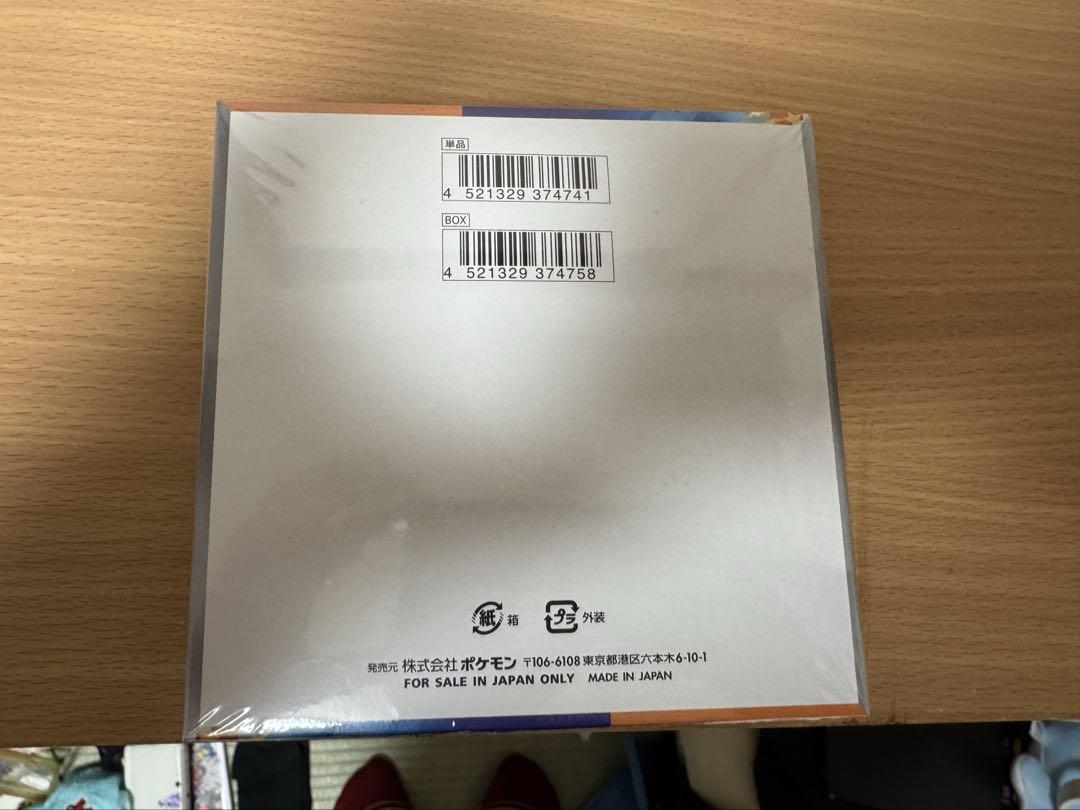 単品
4 521329 374741
BOX
4 521329 374758
紙 箱 プラ 外装
発売元 株式会社 ポケモン 〒106-6108 東京都港区六本木6-10-1
FOR SALE IN JAPAN ONLY MADE IN JAPAN